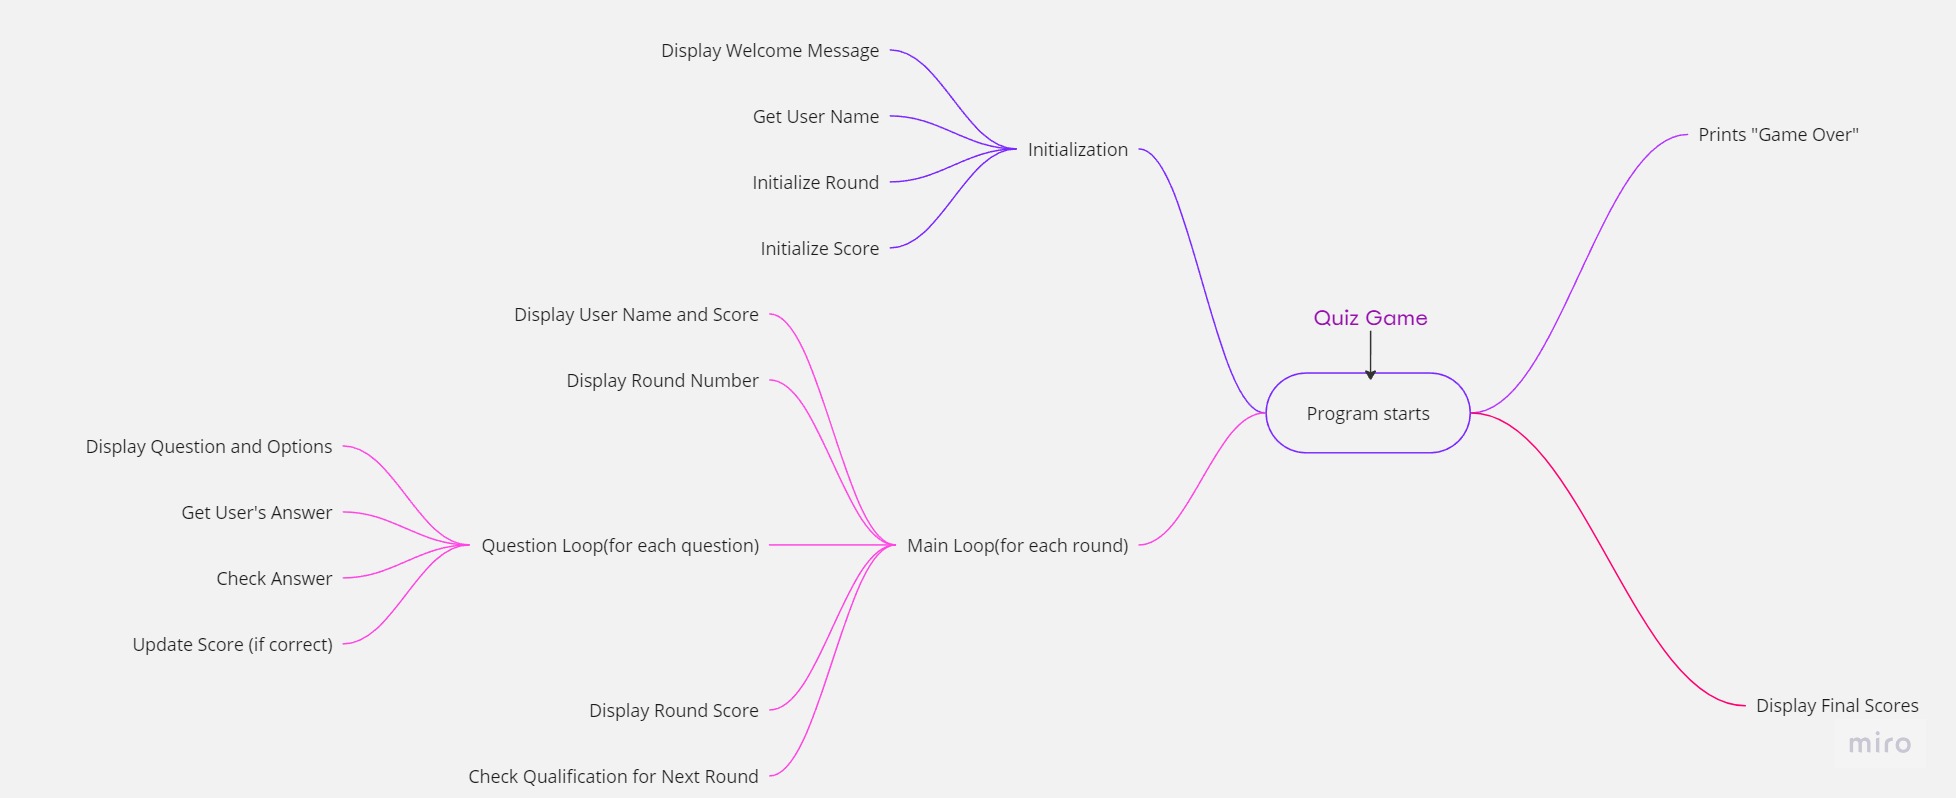 Quiz Game
Program starts
Initialization
Display Welcome Message
Get User Name
Initialize Round
Initialize Score
Main Loop(for each round)
Display User Name and Score
Display Round Number
Question Loop(for each question)
Display Question and Options
Get User's Answer
Check Answer
Update Score (if correct)
Display Round Score
Check Qualification for Next Round
Prints "Game Over"
Display Final Scores
miro